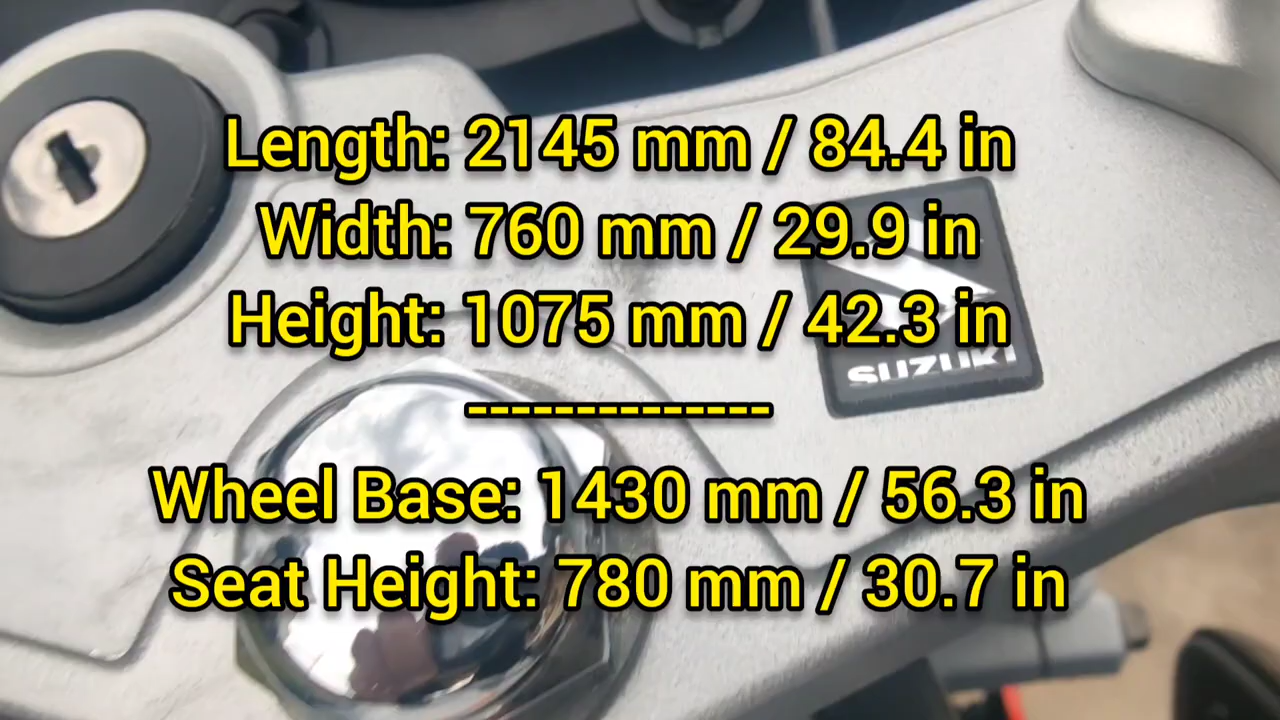 Length: 2145 mm / 84.4 in
Width: 760 mm / 29.9 in
Height: 1075 mm / 42.3 in
--------------
Wheel Base: 1430 mm / 56.3 in
Seat Height: 780 mm / 30.7 in
SUZUKI